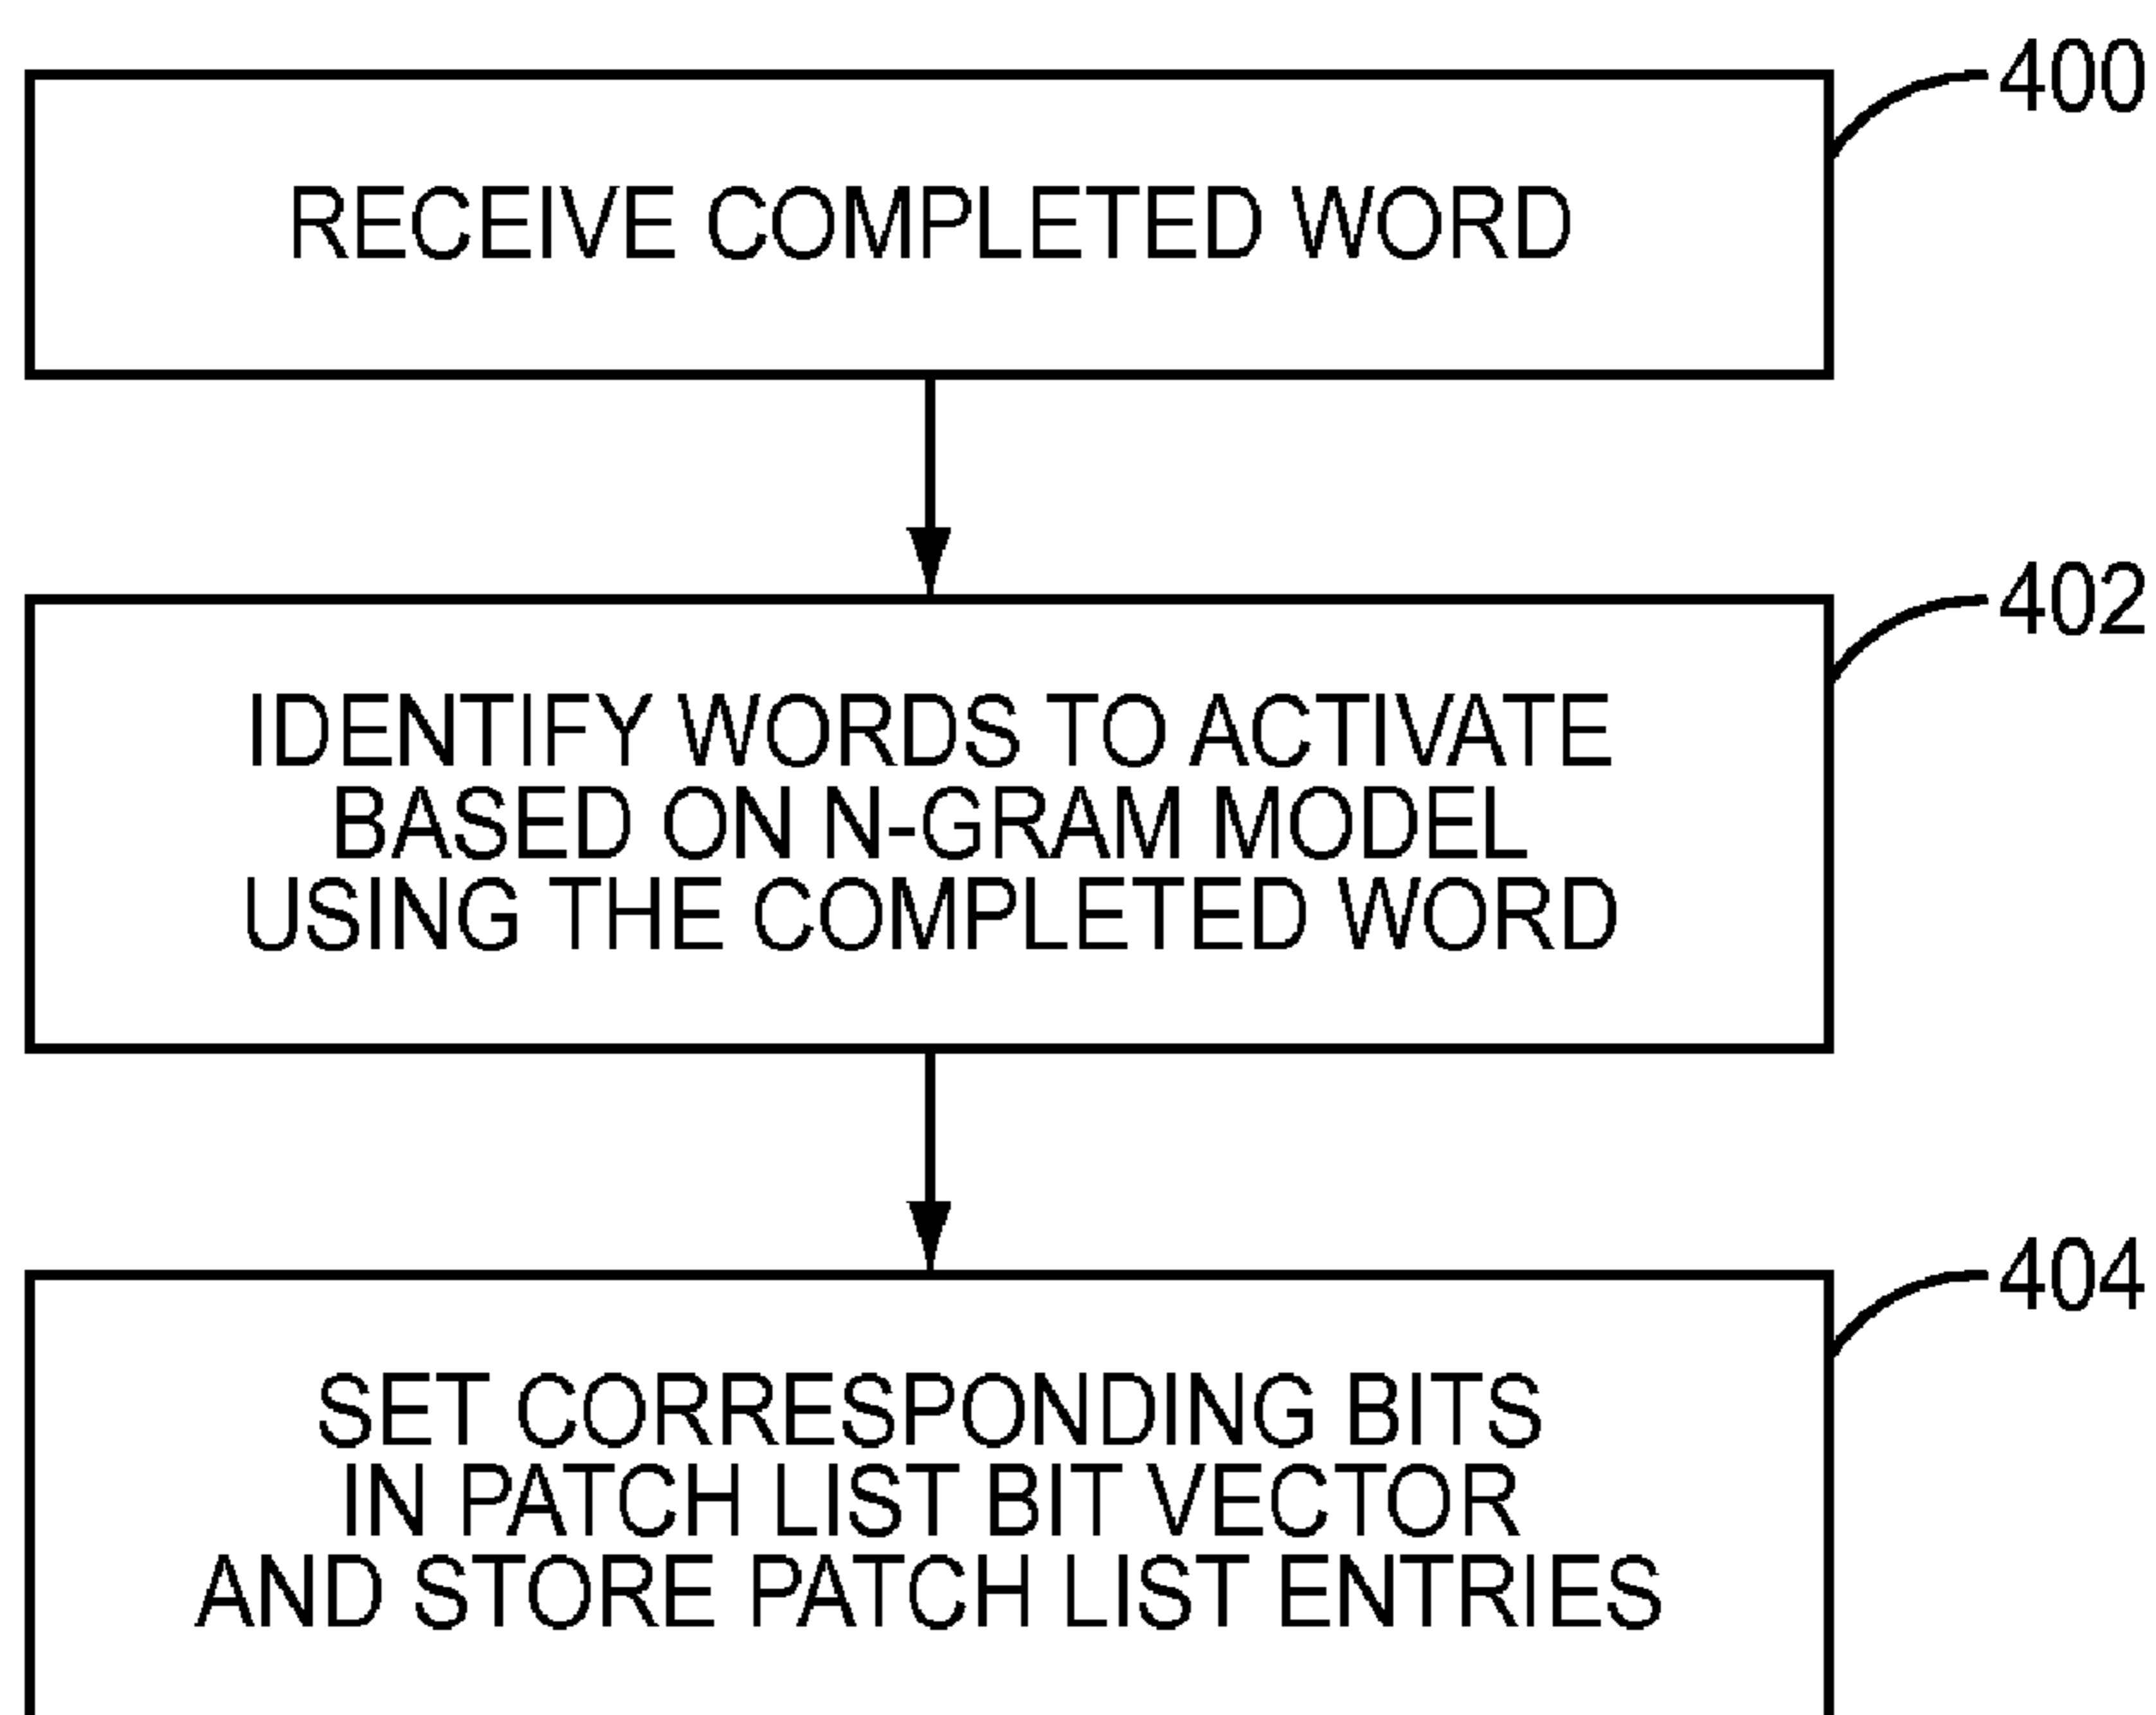 400
RECEIVE COMPLETED WORD
402
IDENTIFY WORDS TO ACTIVATE
BASED ON N-GRAM MODEL
USING THE COMPLETED WORD
404
SET CORRESPONDING BITS
IN PATCH LIST BIT VECTOR
AND STORE PATCH LIST ENTRIES